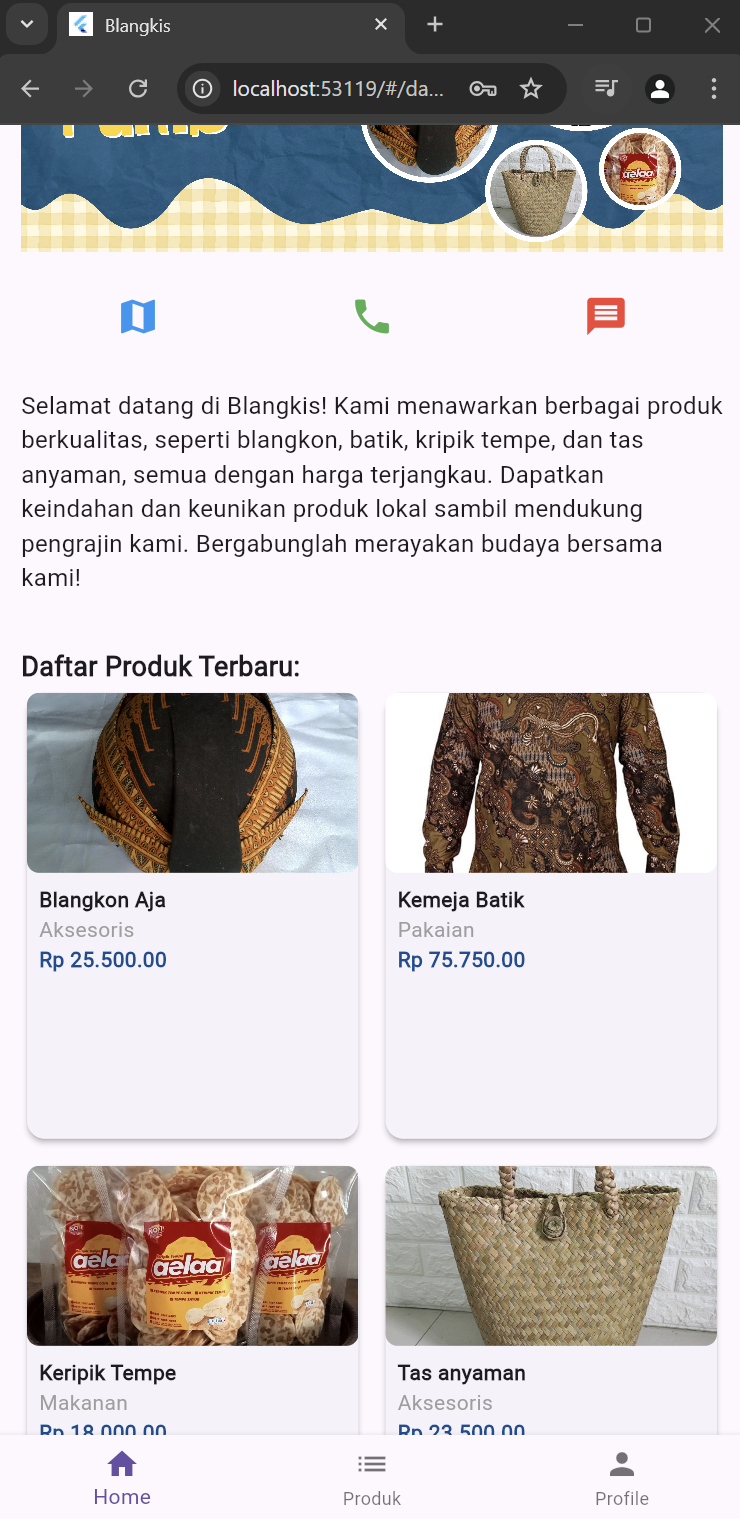 Blangkis
localhost:53119/#/da...
aelaa
Selamat datang di Blangkis! Kami menawarkan berbagai produk
berkualitas, seperti blangkon, batik, kripik tempe, dan tas
anyaman, semua dengan harga terjangkau. Dapatkan
keindahan dan keunikan produk lokal sambil mendukung
pengrajin kami. Bergabunglah merayakan budaya bersama
kami!
Daftar Produk Terbaru:
Blangkon Aja
Aksesoris
Rp 25.500.00
Kemeja Batik
Pakaian
Rp 75.750.00
aelaa
aelaa
aelaa
Keripik Tempe
Makanan
Rp 18.000.00
Tas anyaman
Aksesoris
Rp 23.500.00
Home
Produk
Profile